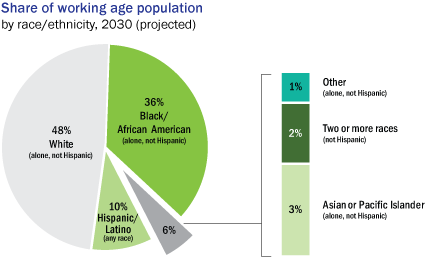 Share of working age population
by race/ethnicity, 2030 (projected)
36%
Black/
African American
(alone, not Hispanic)
48%
White
(alone, not Hispanic)
10%
Hispanic/
Latino
(any race)
6%
1%
Other
(alone, not Hispanic)
2%
Two or more races
(not Hispanic)
3%
Asian or Pacific Islander
(alone, not Hispanic)